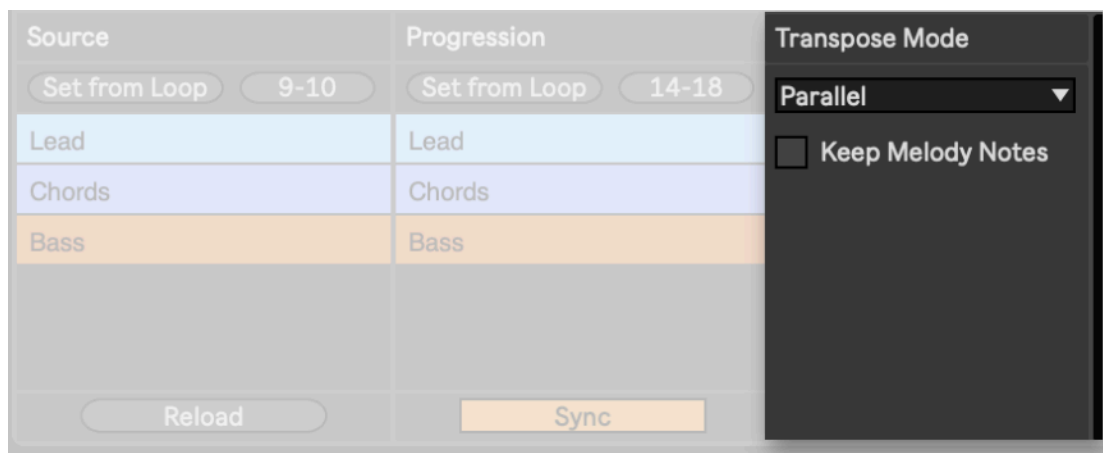 Source
Progression
Transpose Mode
Set from Loop 9-10
Set from Loop 14-18
Parallel
Lead
Lead
Keep Melody Notes
Chords
Chords
Bass
Bass
Reload
Sync